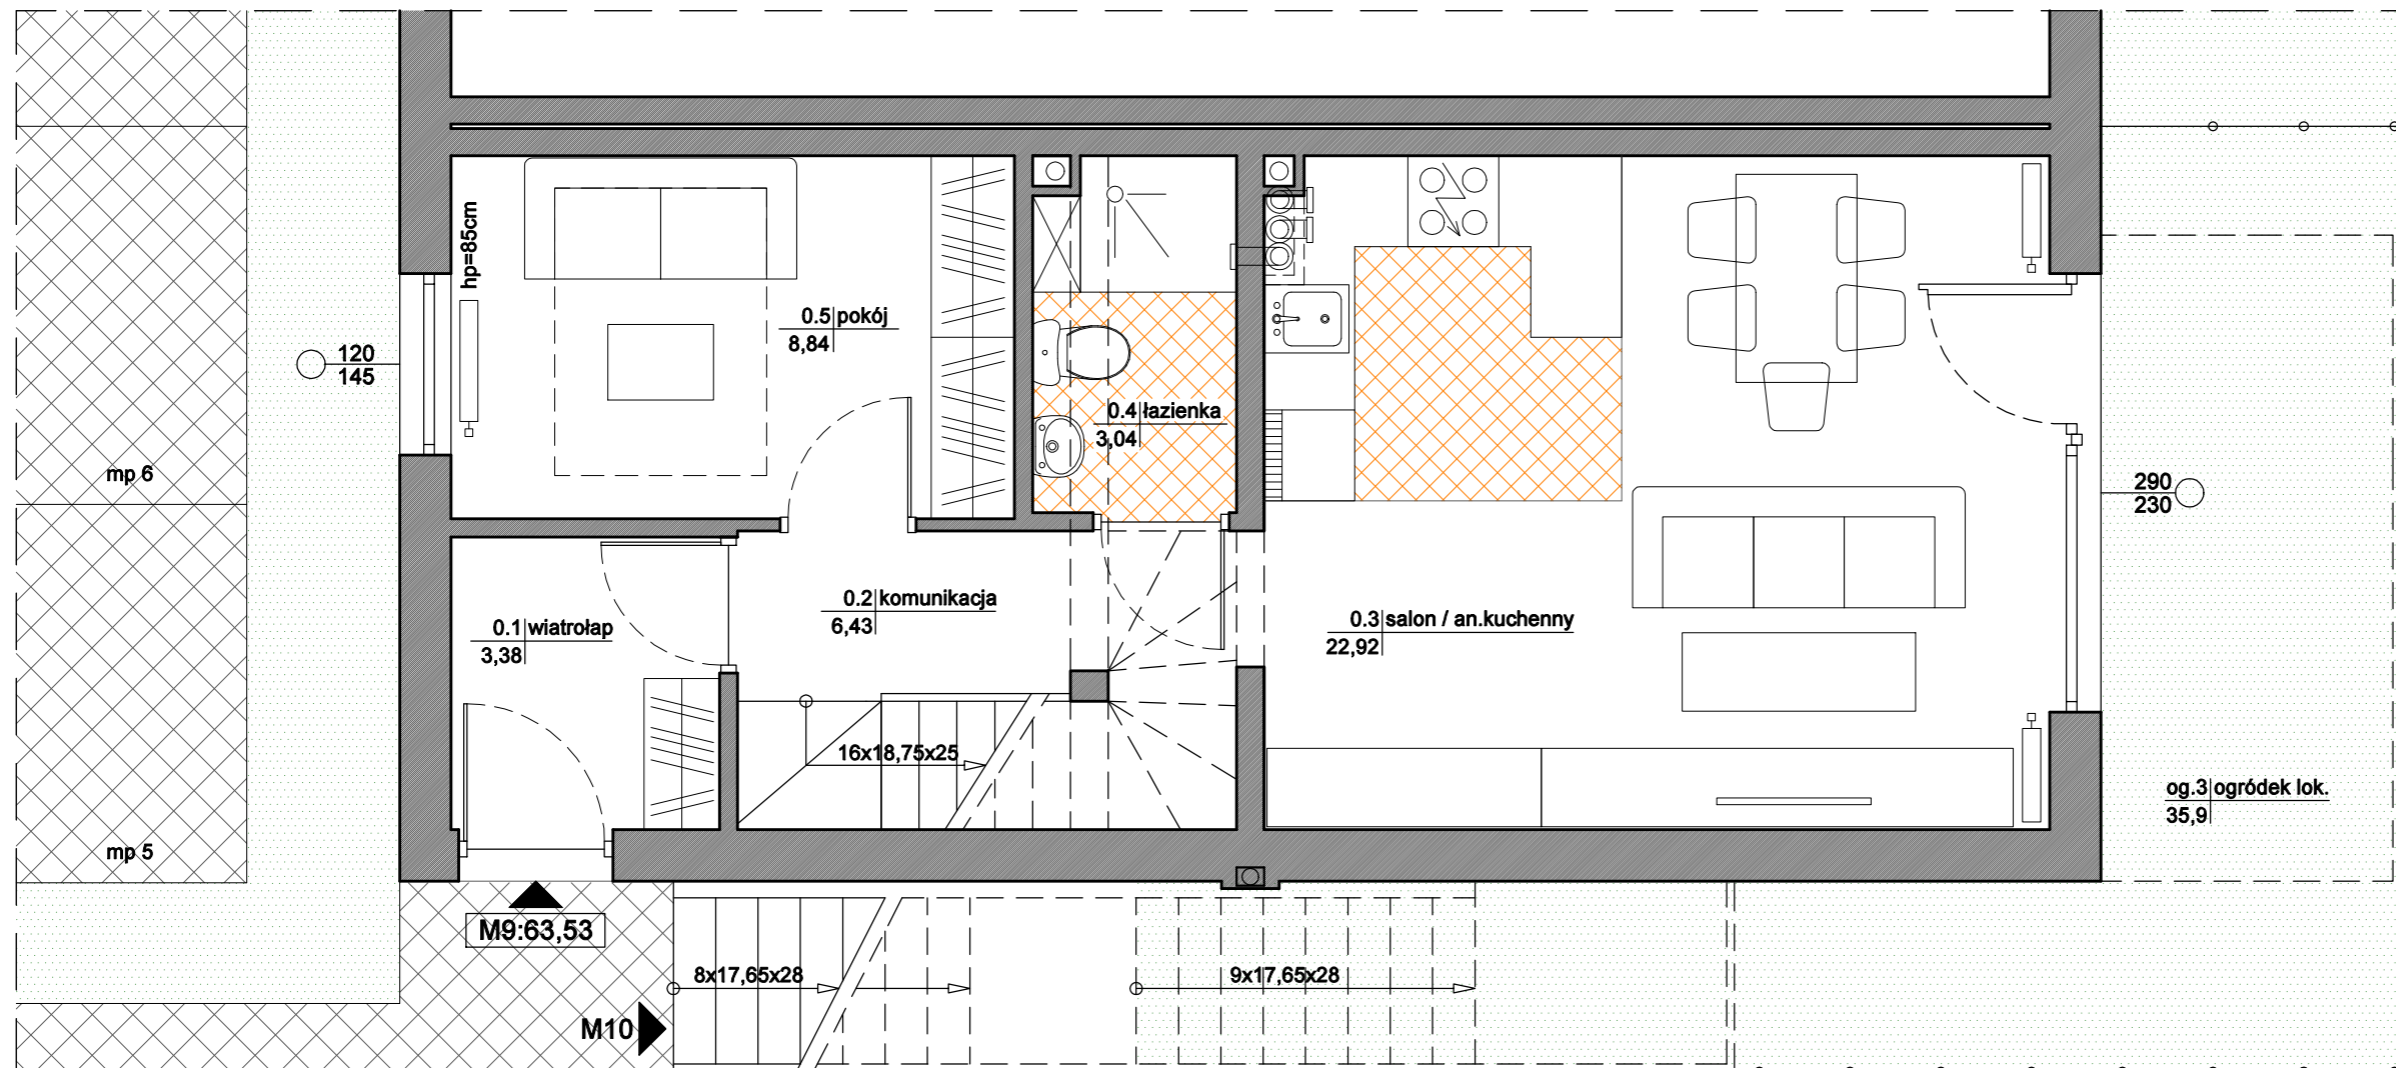 hp=85cm
0.5 pokój
8,84
120
145
0.4 łazienka
3,04
mp 6
290
230
0.2 komunikacja
6,43
0.1 wiatrołap
3,38
0.3 salon / an.kuchenny
22,92
16x18,75x25
og.3 ogródek lok.
35,9
mp 5
M9:63,53
8x17,65x28
9x17,65x28
M10